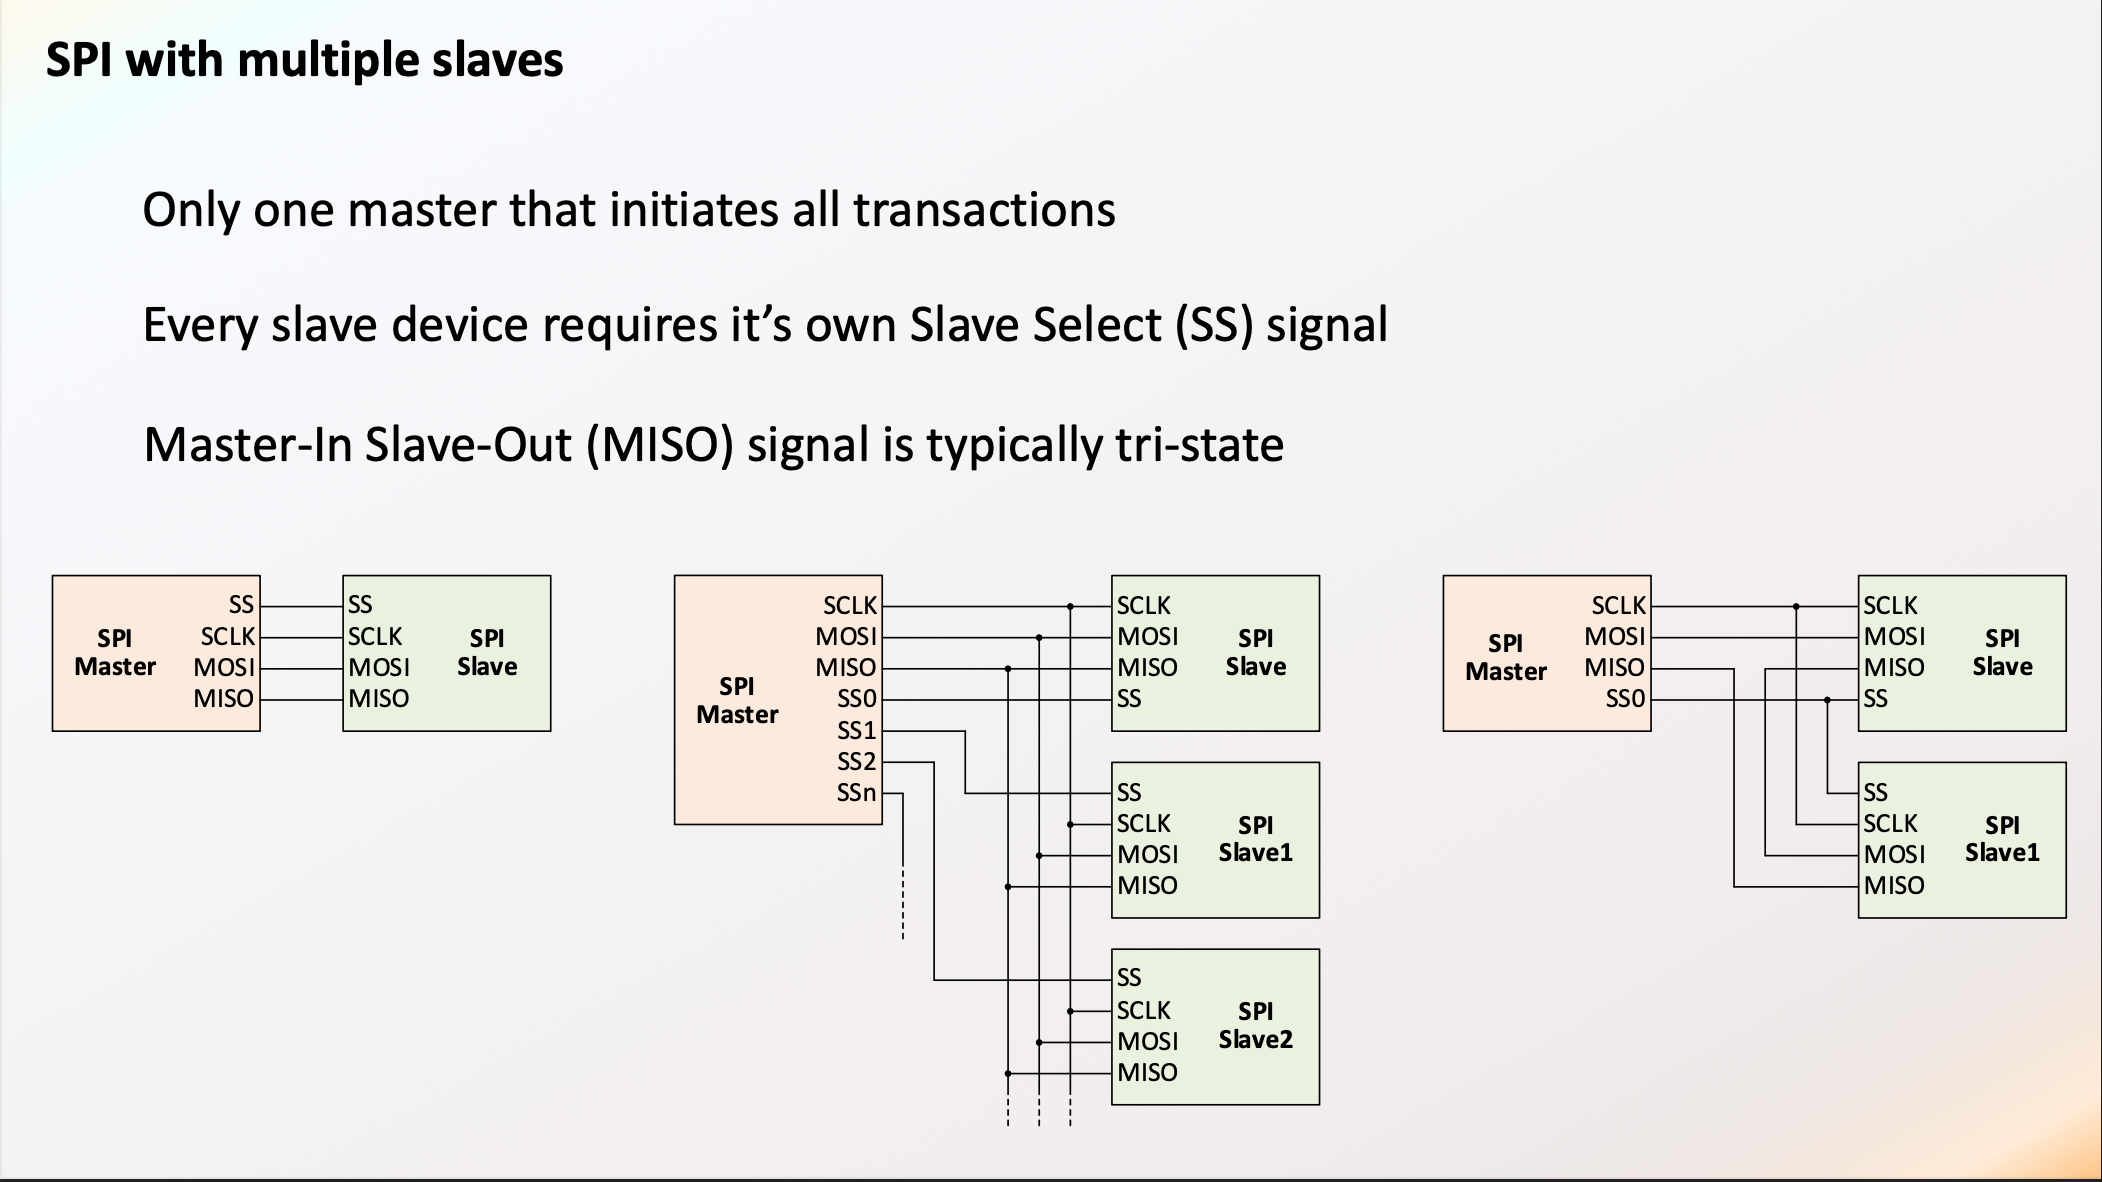 SPI with multiple slaves
Only one master that initiates all transactions
Every slave device requires it’s own Slave Select (SS) signal
Master-In Slave-Out (MISO) signal is typically tri-state
SPI
Master
SS
SCLK
MOSI
MISO
SS
SCLK
MOSI
MISO
SPI
Slave
SPI
Master
SCLK
MOSI
MISO
SS0
SS1
SS2
SSn
SCLK
MOSI
MISO
SS
SPI
Slave
SS
SCLK
MOSI
MISO
SPI
Slave1
SS
SCLK
MOSI
MISO
SPI
Slave2
SPI
Master
SCLK
MOSI
MISO
SS0
SCLK
MOSI
MISO
SS
SPI
Slave
SS
SCLK
MOSI
MISO
SPI
Slave1